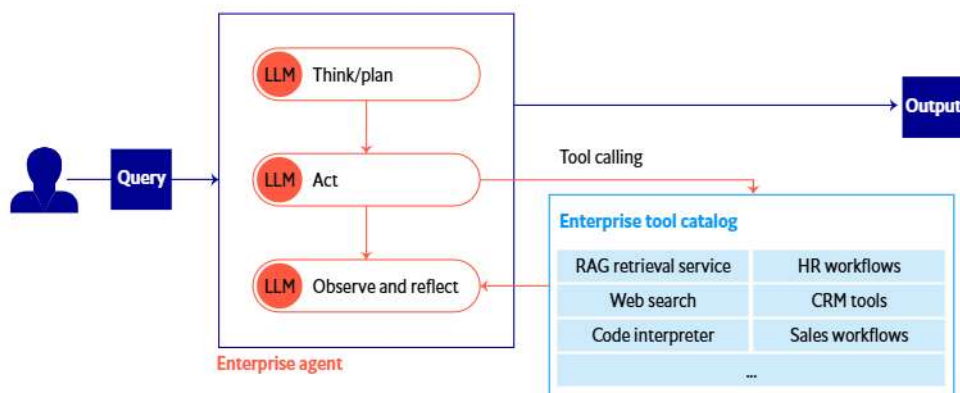 LLM Think/plan
Output
Tool calling
Query
LLM Act
Enterprise tool catalog
RAG retrieval service
HR workflows
LLM Observe and reflect
Web search
CRM tools
Code interpreter
Sales workflows
Enterprise agent
...